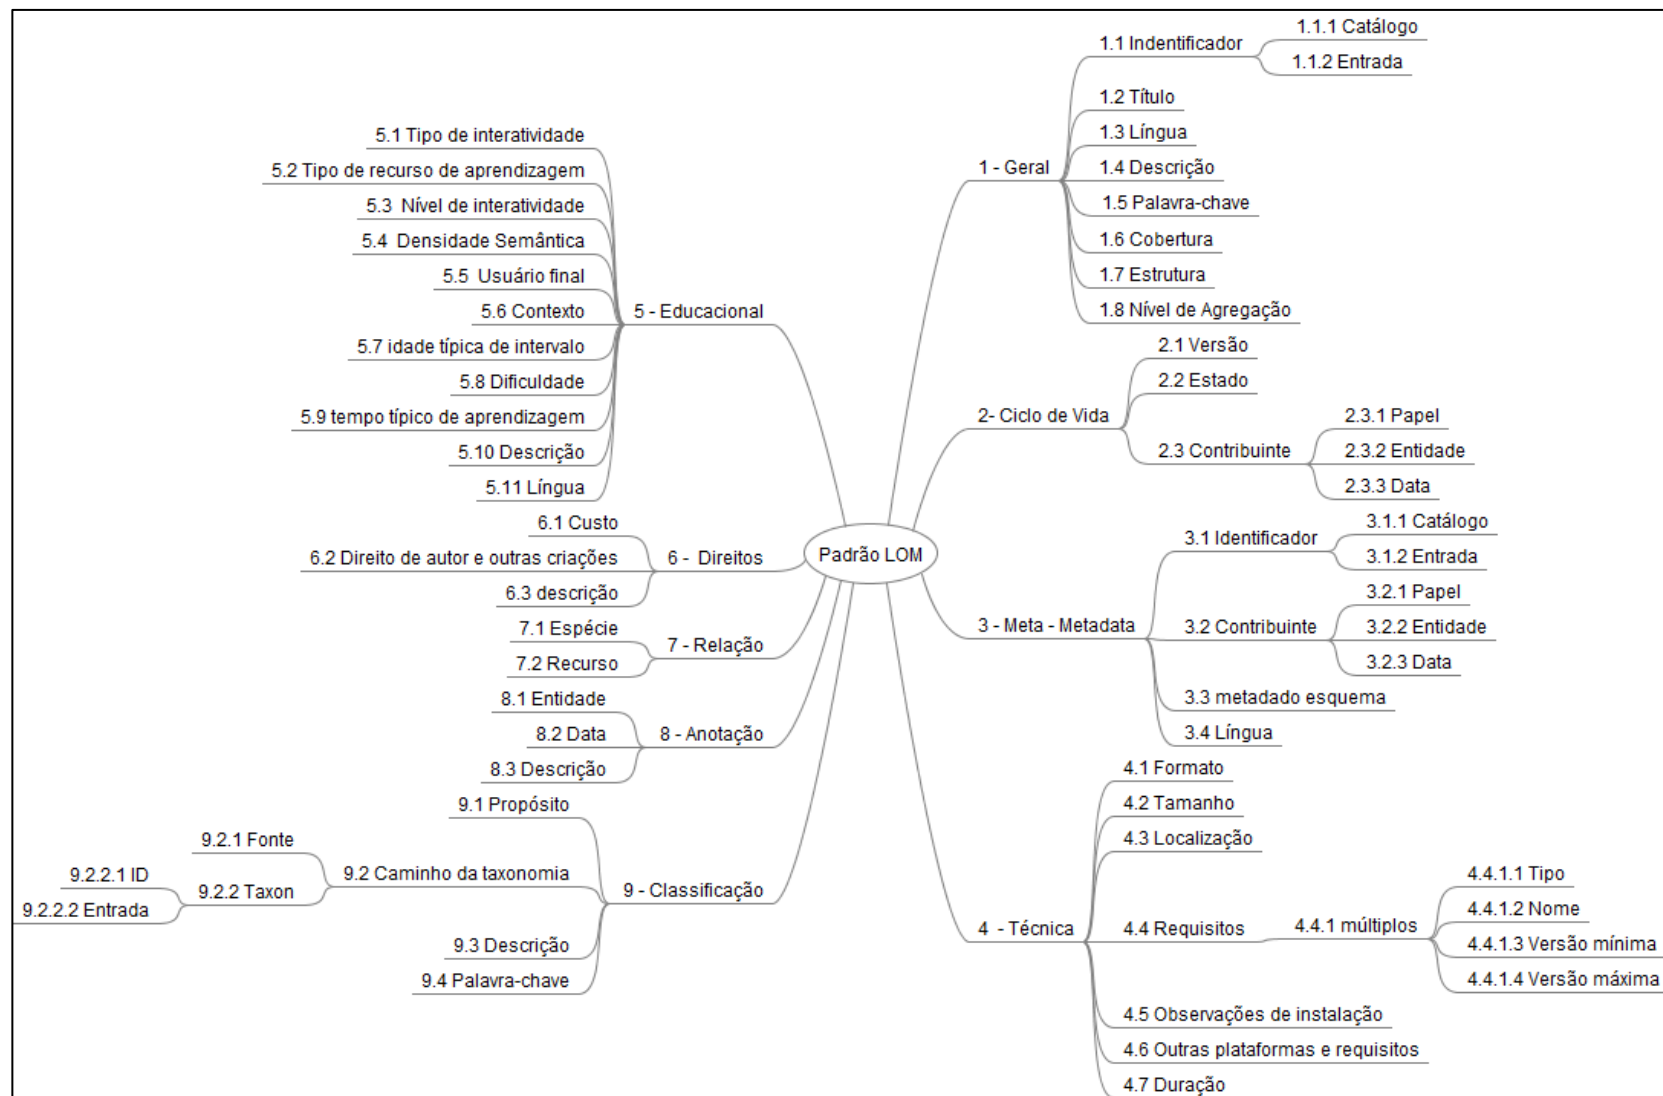 Padrão LOM
1 - Geral
1.1 Indentificador
1.1.1 Catálogo
1.1.2 Entrada
1.2 Título
1.3 Língua
1.4 Descrição
1.5 Palavra-chave
1.6 Cobertura
1.7 Estrutura
1.8 Nível de Agregação
2- Ciclo de Vida
2.1 Versão
2.2 Estado
2.3 Contribuinte
2.3.1 Papel
2.3.2 Entidade
2.3.3 Data
3 - Meta - Metadata
3.1 Identificador
3.1.1 Catálogo
3.1.2 Entrada
3.2 Contribuinte
3.2.1 Papel
3.2.2 Entidade
3.2.3 Data
3.3 metadado esquema
3.4 Língua
4 - Técnica
4.1 Formato
4.2 Tamanho
4.3 Localização
4.4 Requisitos
4.4.1 múltiplos
4.4.1.1 Tipo
4.4.1.2 Nome
4.4.1.3 Versão mínima
4.4.1.4 Versão máxima
4.5 Observações de instalação
4.6 Outras plataformas e requisitos
4.7 Duração
5 - Educacional
5.1 Tipo de interatividade
5.2 Tipo de recurso de aprendizagem
5.3 Nível de interatividade
5.4 Densidade Semântica
5.5 Usuário final
5.6 Contexto
5.7 idade típica de intervalo
5.8 Dificuldade
5.9 tempo típico de aprendizagem
5.10 Descrição
5.11 Língua
6 - Direitos
6.1 Custo
6.2 Direito de autor e outras criações
6.3 descrição
7 - Relação
7.1 Espécie
7.2 Recurso
8 - Anotação
8.1 Entidade
8.2 Data
8.3 Descrição
9 - Classificação
9.1 Propósito
9.2 Caminho da taxonomia
9.2.1 Fonte
9.2.2 Taxon
9.2.2.1 ID
9.2.2.2 Entrada
9.3 Descrição
9.4 Palavra-chave